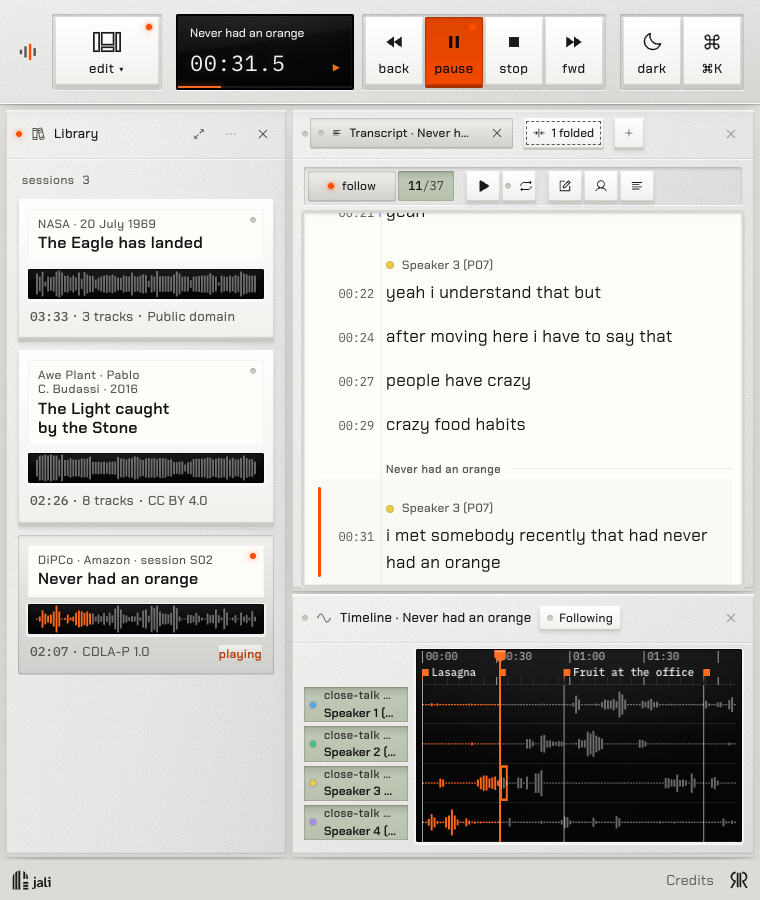 Never had an orange
00:31.5
edit
back
pause
stop
fwd
dark
⌘K
Library
sessions 3
NASA · 20 July 1969
The Eagle has landed
03:33 · 3 tracks · Public domain
Awe Plant · Pablo
C. Budassi · 2016
The Light caught
by the Stone
02:26 · 8 tracks · CC BY 4.0
DiPCo · Amazon · session S02
Never had an orange
02:07 · CDLA-P 1.0
playing
Transcript · Never h...
1 folded
follow
11/37
00:21 yeah
Speaker 3 (P07)
00:22 yeah i understand that but
00:24 after moving here i have to say that
00:27 people have crazy
00:29 crazy food habits
Never had an orange
Speaker 3 (P07)
00:31 i met somebody recently that had never
had an orange
Timeline · Never had an orange
Following
00:00 0:30 01:00 01:30
Lasagna Fruit at the office
close-talk ...
Speaker 1 (...
close-talk ...
Speaker 2 (...
close-talk ...
Speaker 3 ...
close-talk ...
Speaker 4 (...
jali
Credits